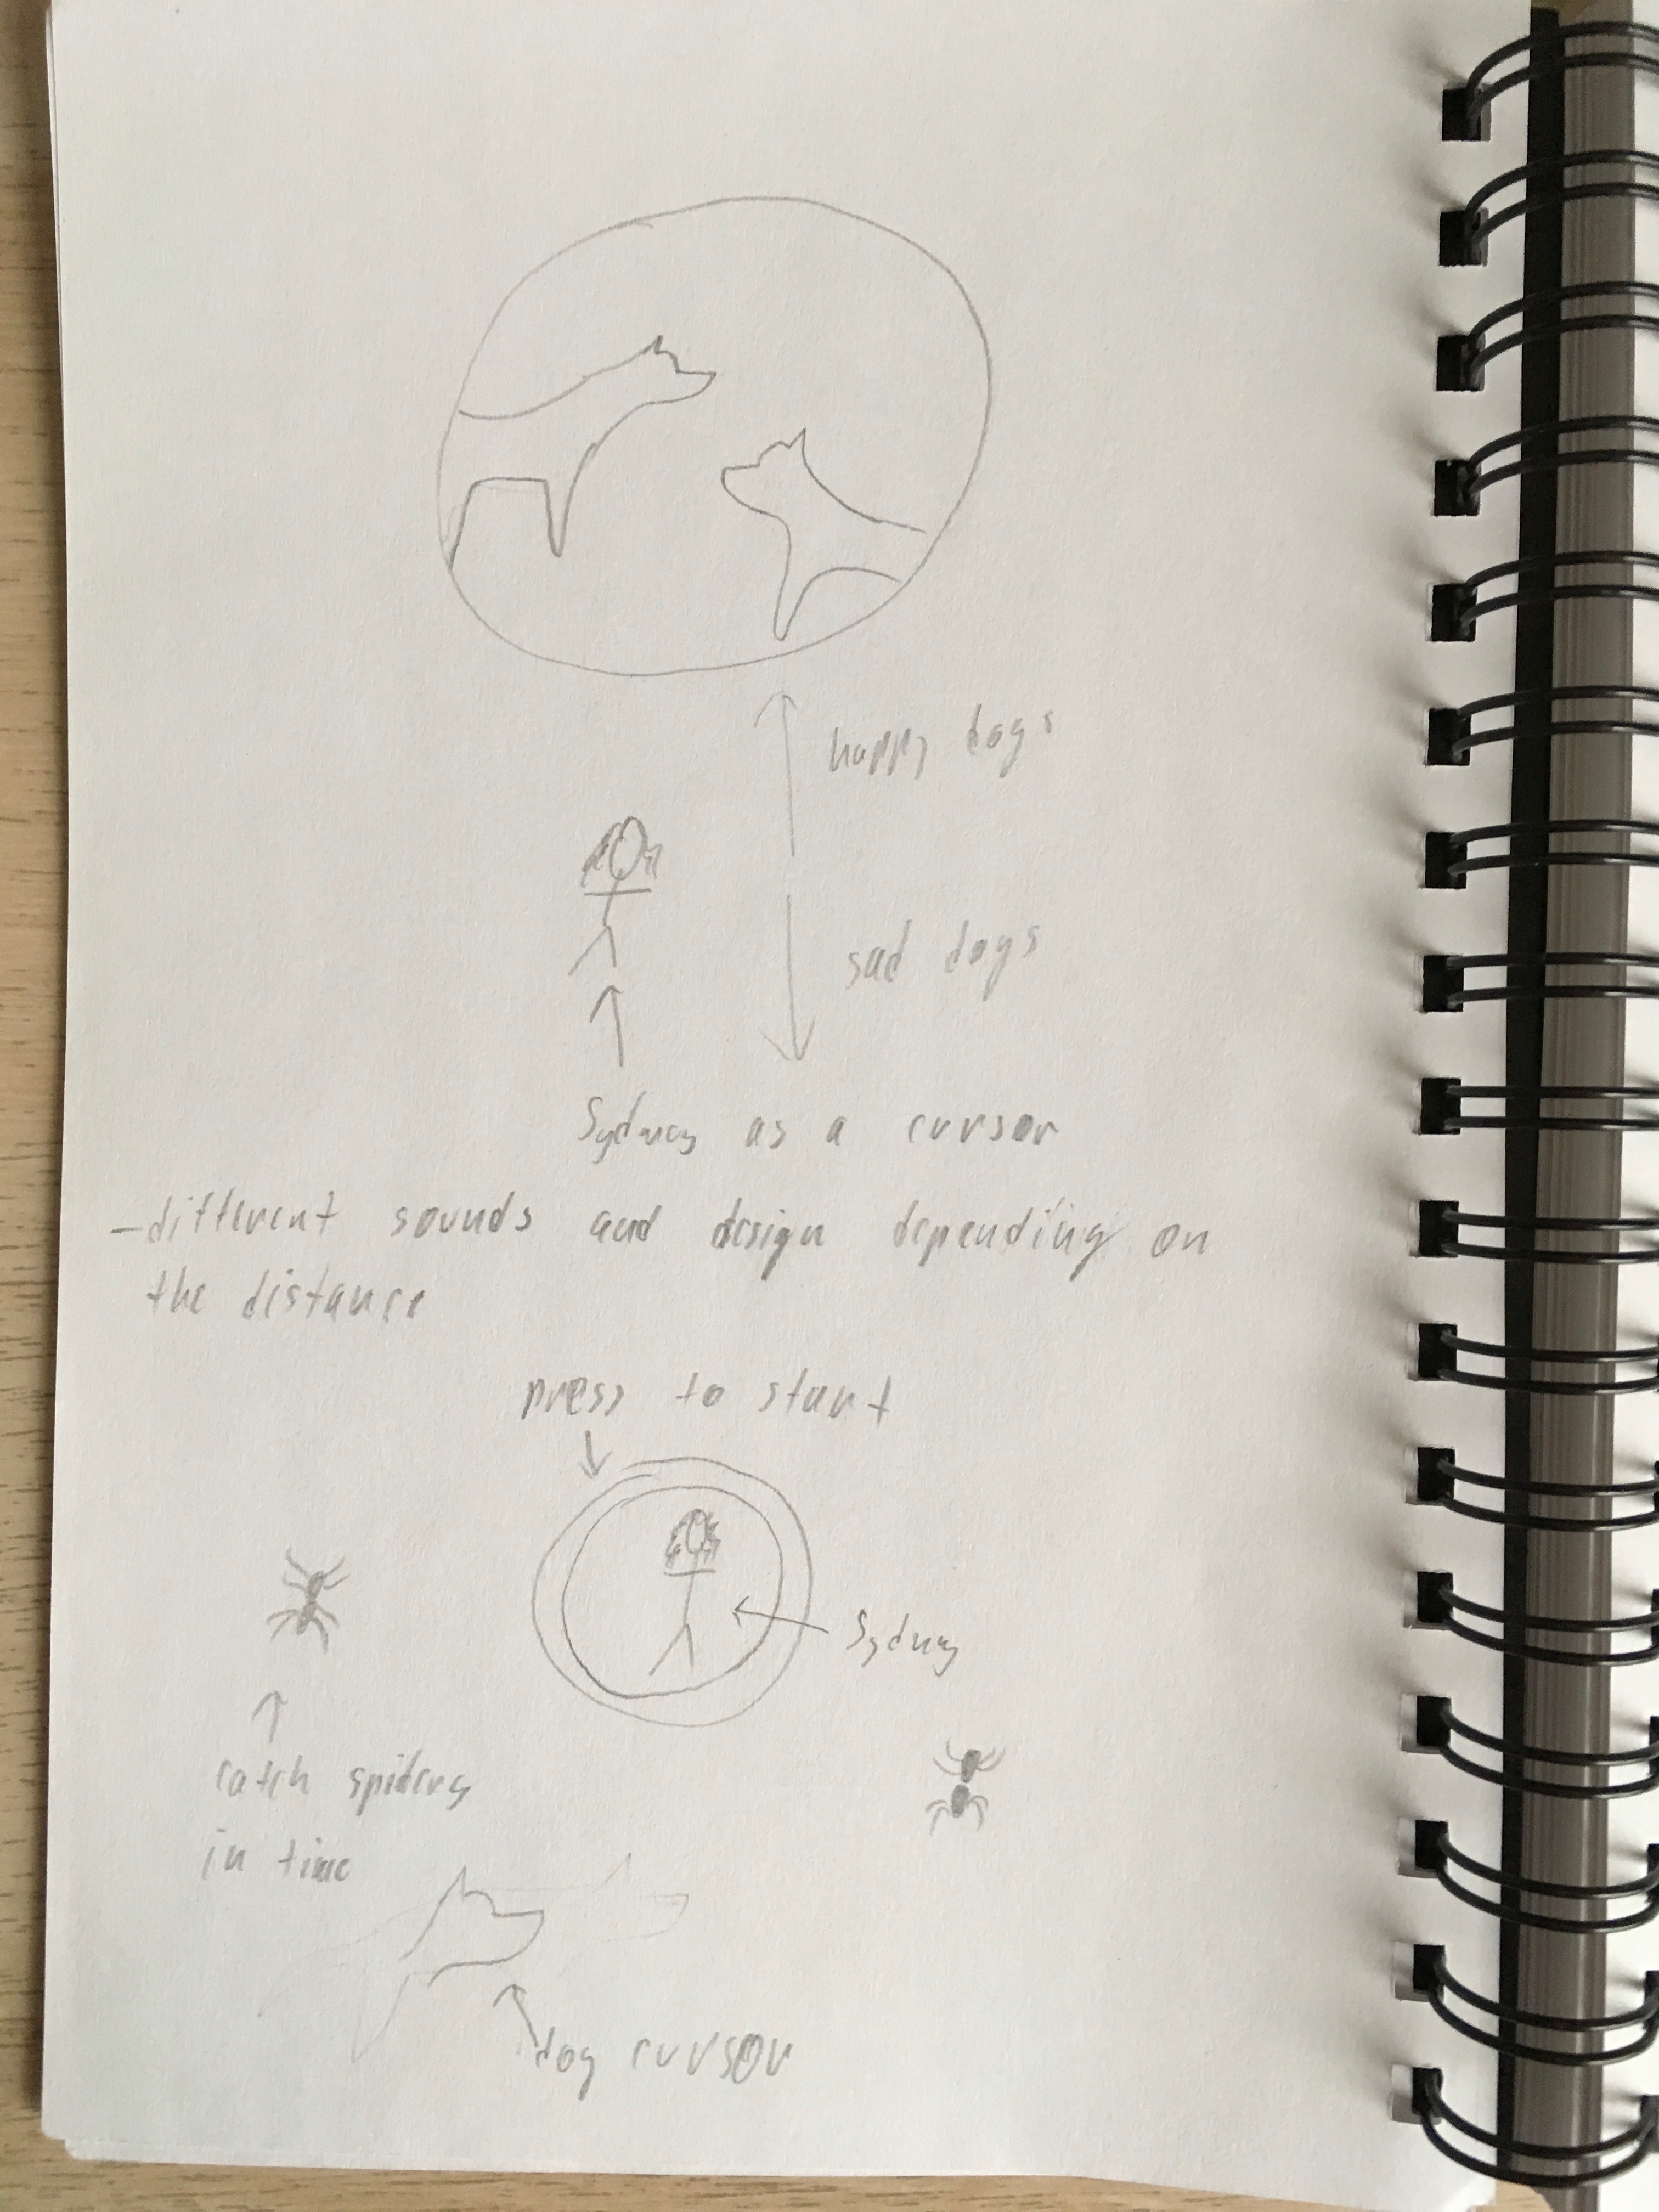 happy dogs
sad dogs
Sydney as a cursor
- different sounds and design depending on
the distance
press to start
Sydney
catch spiders
in time
dog cursor